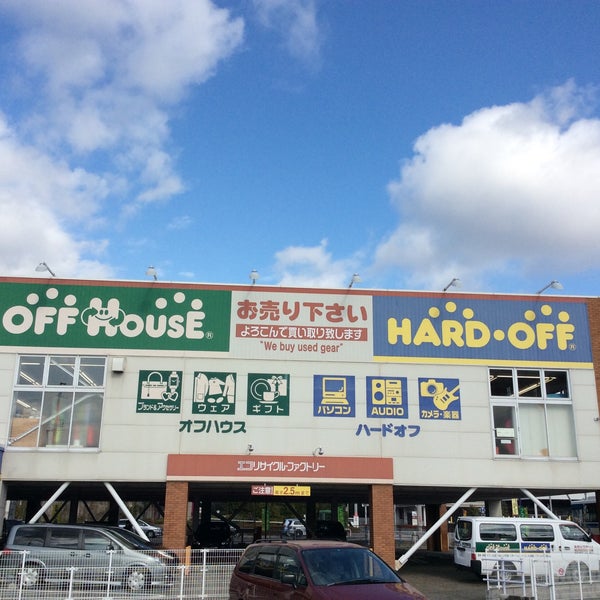 OFF HOUSE®
お売り下さい
よろこんで買い取り致します
"We buy used gear"
HARD・OFF®
ブランド&アクセサリー
ウェア
ギフト
オフハウス
パソコン
AUDIO
カメラ・楽器
ハードオフ
エコリサイクル・ファクトリー
ご注意
2.5m